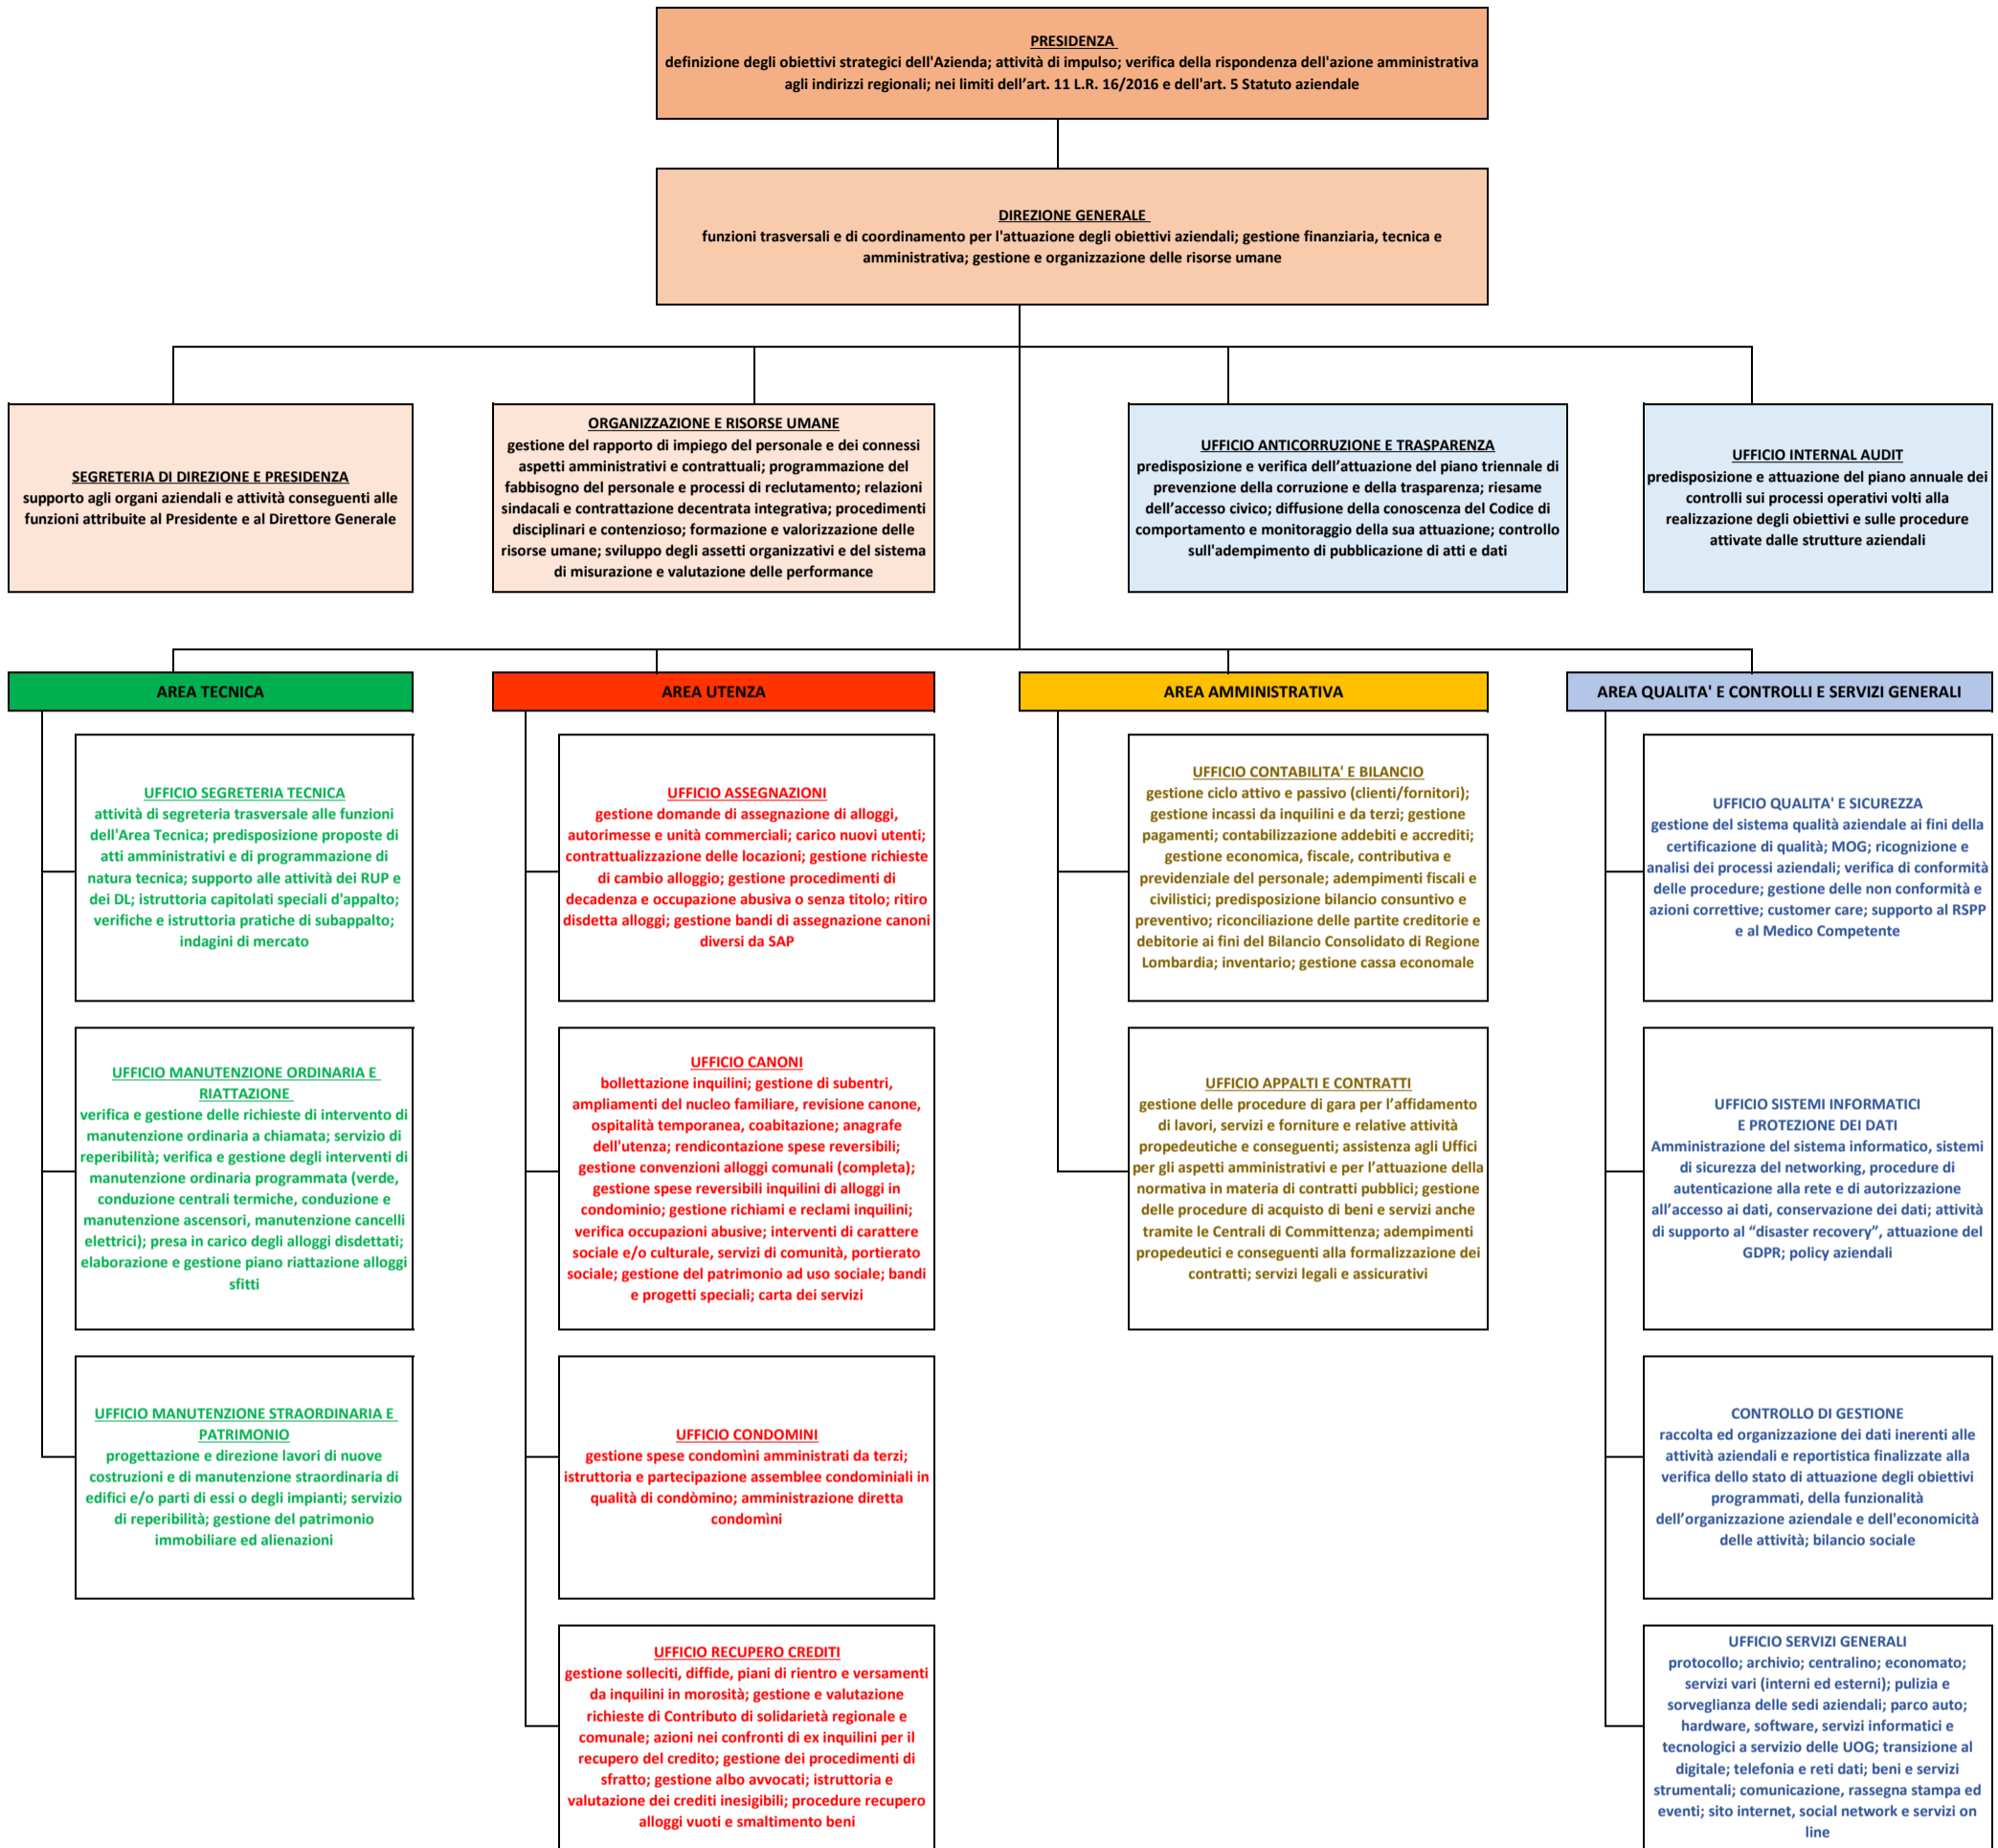 PRESIDENZA
definizione degli obiettivi strategici dell'Azienda; attività di impulso; verifica della rispondenza dell'azione amministrativa
agli indirizzi regionali; nei limiti dell’art. 11 L.R. 16/2016 e dell'art. 5 Statuto aziendale
DIREZIONE GENERALE
funzioni trasversali e di coordinamento per l'attuazione degli obiettivi aziendali; gestione finanziaria, tecnica e
amministrativa; gestione e organizzazione delle risorse umane
SEGRETERIA DI DIREZIONE E PRESIDENZA
supporto agli organi aziendali e attività conseguenti alle
funzioni attribuite al Presidente e al Direttore Generale
ORGANIZZAZIONE E RISORSE UMANE
gestione del rapporto di impiego del personale e dei connessi
aspetti amministrativi e contrattuali; programmazione del
fabbisogno del personale e processi di reclutamento; relazioni
sindacali e contrattazione decentrata integrativa; procedimenti
disciplinari e contenzioso; formazione e valorizzazione delle
risorse umane; sviluppo degli assetti organizzativi e del sistema
di misurazione e valutazione delle performance
UFFICIO ANTICORRUZIONE E TRASPARENZA
predisposizione e verifica dell’attuazione del piano triennale di
prevenzione della corruzione e della trasparenza; riesame
dell’accesso civico; diffusione della conoscenza del Codice di
comportamento e monitoraggio della sua attuazione; controllo
sull'adempimento di pubblicazione di atti e dati
UFFICIO INTERNAL AUDIT
predisposizione e attuazione del piano annuale dei
controlli sui processi operativi volti alla
realizzazione degli obiettivi e sulle procedure
attivate dalle strutture aziendali
AREA TECNICA
UFFICIO SEGRETERIA TECNICA
attività di segreteria trasversale alle funzioni
dell'Area Tecnica; predisposizione proposte di
atti amministrativi e di programmazione di
natura tecnica; supporto alle attività dei RUP e
dei DL; istruttoria capitolati speciali d'appalto;
verifiche e istruttoria pratiche di subappalto;
indagini di mercato
UFFICIO MANUTENZIONE ORDINARIA E
RIATTAZIONE
verifica e gestione delle richieste di intervento di
manutenzione ordinaria a chiamata; servizio di
reperibilità; verifica e gestione degli interventi di
manutenzione ordinaria programmata (verde,
conduzione centrali termiche, conduzione e
manutenzione ascensori, manutenzione cancelli
elettrici); presa in carico degli alloggi disdettati;
elaborazione e gestione piano riattazione alloggi
sfitti
UFFICIO MANUTENZIONE STRAORDINARIA E
PATRIMONIO
progettazione e direzione lavori di nuove
costruzioni e di manutenzione straordinaria di
edifici e/o parti di essi o degli impianti; servizio
di reperibilità; gestione del patrimonio
immobiliare ed alienazioni
AREA UTENZA
UFFICIO ASSEGNAZIONI
gestione domande di assegnazione di alloggi,
autorimesse e unità commerciali; carico nuovi utenti;
contrattualizzazione delle locazioni; gestione richieste
di cambio alloggio; gestione procedimenti di
decadenza e occupazione abusiva o senza titolo; ritiro
disdetta alloggi; gestione bandi di assegnazione canoni
diversi da SAP
UFFICIO CANONI
bollettazione inquilini; gestione di subentri,
ampliamenti del nucleo familiare, revisione canone,
ospitalità temporanea, coabitazione; anagrafe
dell'utenza; rendicontazione spese reversibili;
gestione convenzioni alloggi comunali (completa);
gestione spese reversibili inquilini di alloggi in
condominio; gestione richiami e reclami inquilini;
verifica occupazioni abusive; interventi di carattere
sociale e/o culturale, servizi di comunità, portierato
sociale; gestione del patrimonio ad uso sociale; bandi
e progetti speciali; carta dei servizi
UFFICIO CONDOMINI
gestione spese condomìni amministrati da terzi;
istruttoria e partecipazione assemblee condominiali in
qualità di condòmino; amministrazione diretta
condomìni
UFFICIO RECUPERO CREDITI
gestione solleciti, diffide, piani di rientro e versamenti
da inquilini in morosità; gestione e valutazione
richieste di Contributo di solidarietà regionale e
comunale; azioni nei confronti di ex inquilini per il
recupero del credito; gestione dei procedimenti di
sfratto; gestione albo avvocati; istruttoria e
valutazione dei crediti inesigibili; procedure recupero
alloggi vuoti e smaltimento beni
AREA AMMINISTRATIVA
UFFICIO CONTABILITA' E BILANCIO
gestione ciclo attivo e passivo (clienti/fornitori);
gestione incassi da inquilini e da terzi; gestione
pagamenti; contabilizzazione addebiti e accrediti;
gestione economica, fiscale, contributiva e
previdenziale del personale; adempimenti fiscali e
civilistici; predisposizione bilancio consuntivo e
preventivo; riconciliazione delle partite creditorie e
debitorie ai fini del Bilancio Consolidato di Regione
Lombardia; inventario; gestione cassa economale
UFFICIO APPALTI E CONTRATTI
gestione delle procedure di gara per l’affidamento
di lavori, servizi e forniture e relative attività
propedeutiche e conseguenti; assistenza agli Uffici
per gli aspetti amministrativi e per l’attuazione della
normativa in materia di contratti pubblici; gestione
delle procedure di acquisto di beni e servizi anche
tramite le Centrali di Committenza; adempimenti
propedeutici e conseguenti alla formalizzazione dei
contratti; servizi legali e assicurativi
AREA QUALITA' E CONTROLLI E SERVIZI GENERALI
UFFICIO QUALITA' E SICUREZZA
gestione del sistema qualità aziendale ai fini della
certificazione di qualità; MOG; ricognizione e
analisi dei processi aziendali; verifica di conformità
delle procedure; gestione delle non conformità e
azioni correttive; customer care; supporto al RSPP
e al Medico Competente
UFFICIO SISTEMI INFORMATICI
E PROTEZIONE DEI DATI
Amministrazione del sistema informatico, sistemi
di sicurezza del networking, procedure di
autenticazione alla rete e di autorizzazione
all’accesso ai dati, conservazione dei dati; attività
di supporto al “disaster recovery”, attuazione del
GDPR; policy aziendali
CONTROLLO DI GESTIONE
raccolta ed organizzazione dei dati inerenti alle
attività aziendali e reportistica finalizzate alla
verifica dello stato di attuazione degli obiettivi
programmati, della funzionalità
dell’organizzazione aziendale e dell'economicità
delle attività; bilancio sociale
UFFICIO SERVIZI GENERALI
protocollo; archivio; centralino; economato;
servizi vari (interni ed esterni); pulizia e
sorveglianza delle sedi aziendali; parco auto;
hardware, software, servizi informatici e
tecnologici a servizio delle UOG; transizione al
digitale; telefonia e reti dati; beni e servizi
strumentali; comunicazione, rassegna stampa ed
eventi; sito internet, social network e servizi on
line